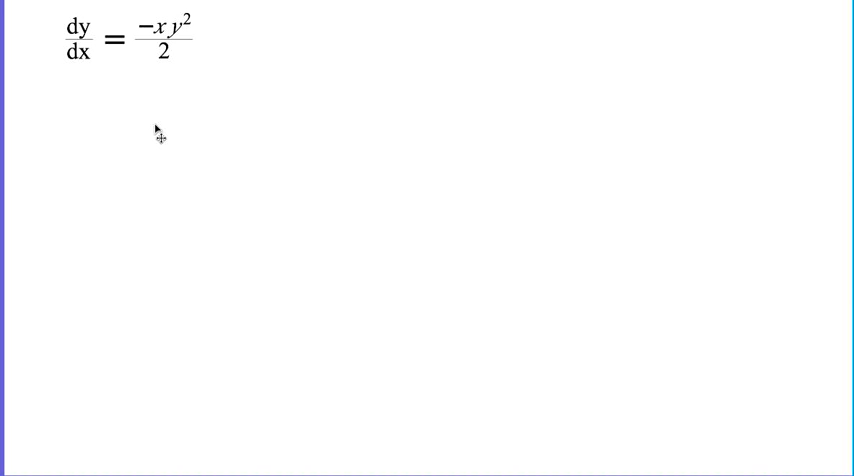 dy/dx = -xy²/2